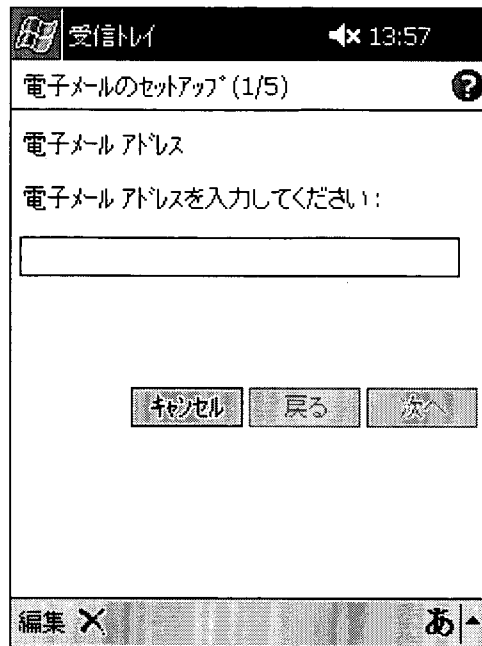 受信トレイ 13:57
電子メールのセットアップ(1/5) ?
電子メール アドレス
電子メール アドレスを入力してください:
キャンセル 戻る 次へ
編集 あ